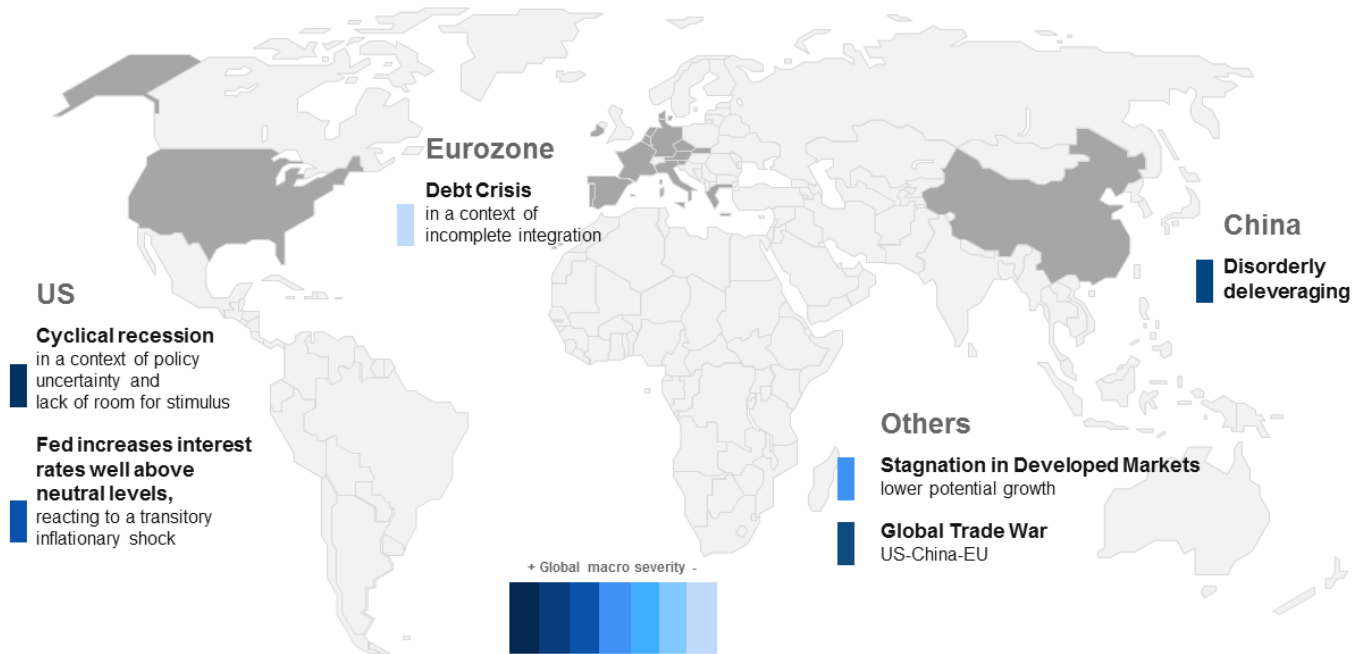 Eurozone
Debt Crisis
in a context of
incomplete integration
China
Disorderly
deleveraging
US
Cyclical recession
in a context of policy
uncertainty and
lack of room for stimulus
Fed increases interest
rates well above
neutral levels,
reacting to a transitory
inflationary shock
Others
Stagnation in Developed Markets
lower potential growth
Global Trade War
US-China-EU
+ Global macro severity -